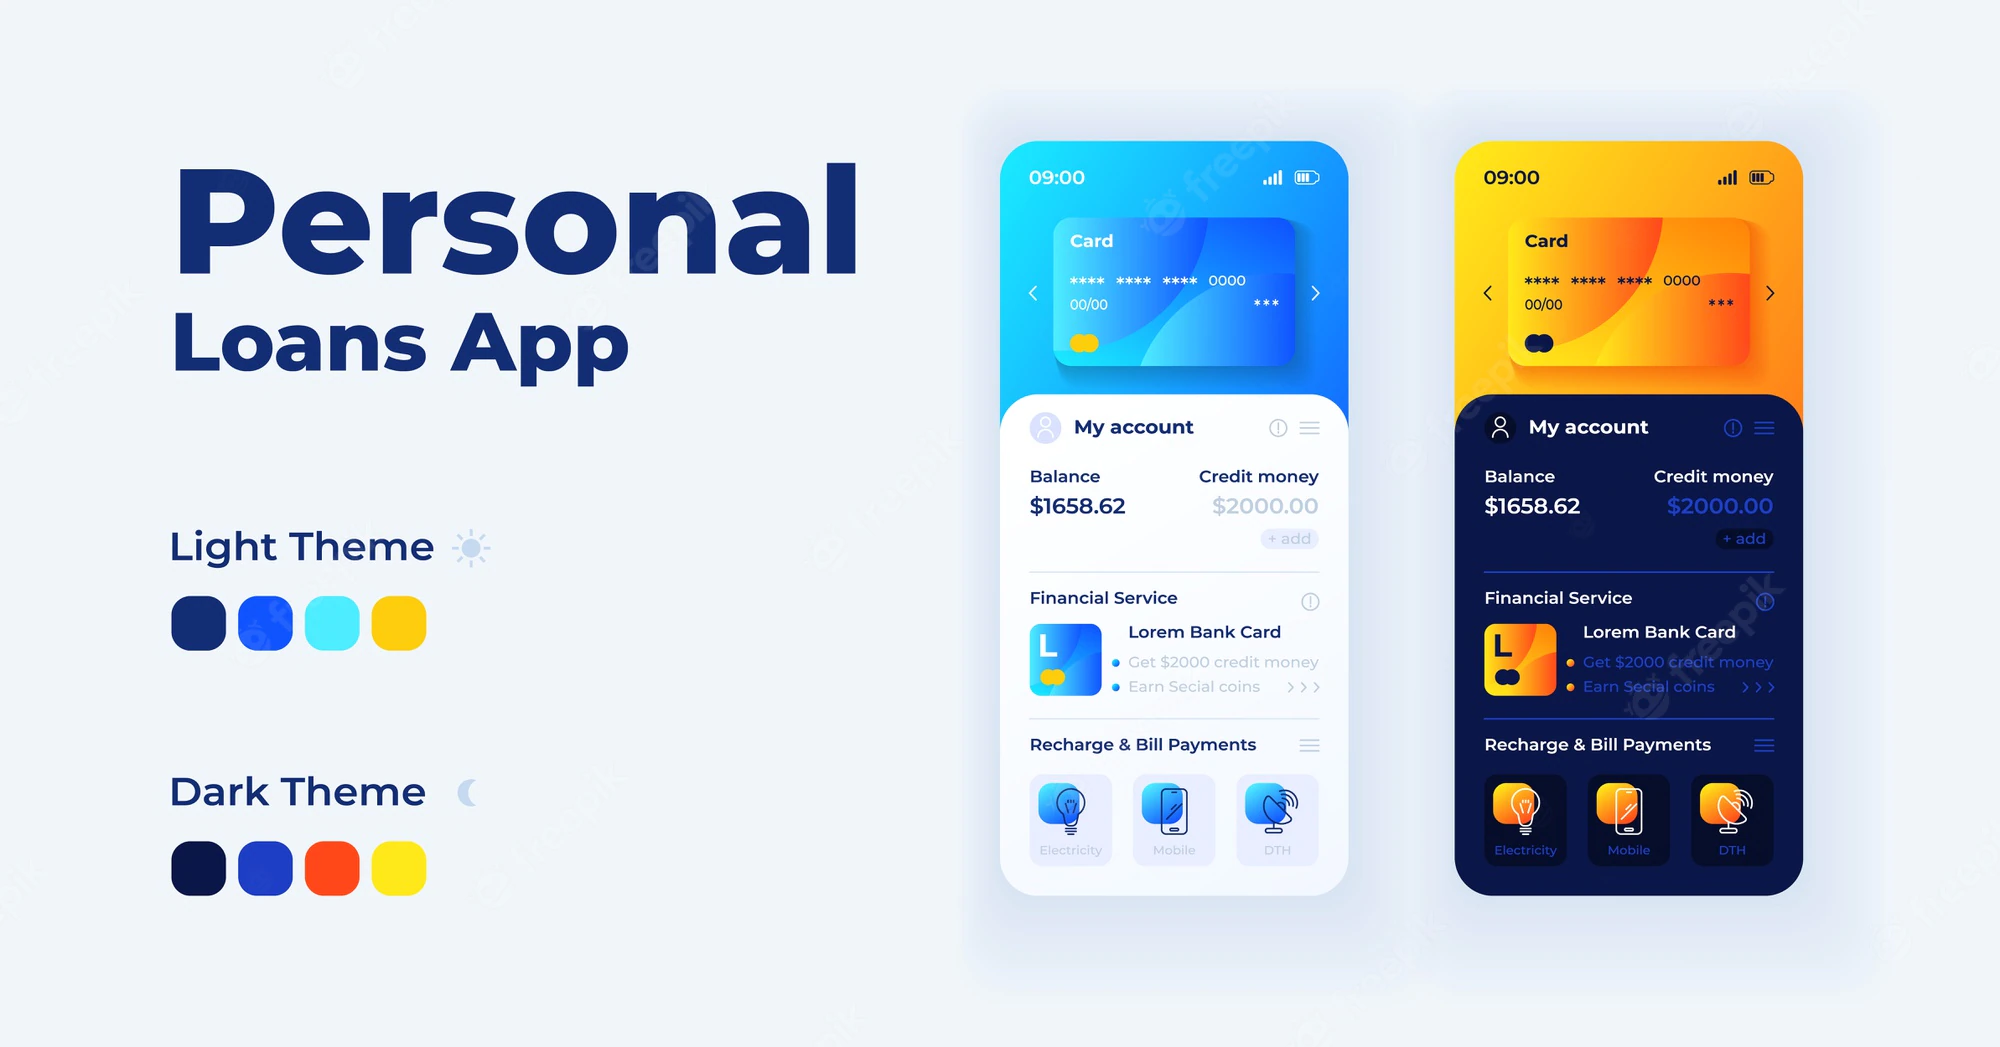 Personal
Loans App
Light Theme
Dark Theme
09:00
Card
**** **** **** 0000
00/00 ***
My account
Balance Credit money
$1658.62 $2000.00
+ add
Financial Service
L
Lorem Bank Card
Get $2000 credit money
Earn Secial coins
Recharge & Bill Payments
Electricity Mobile DTH
09:00
Card
**** **** **** 0000
00/00 ***
My account
Balance Credit money
$1658.62 $2000.00
+ add
Financial Service
L
Lorem Bank Card
Get $2000 credit money
Earn Secial coins
Recharge & Bill Payments
Electricity Mobile DTH
freepik